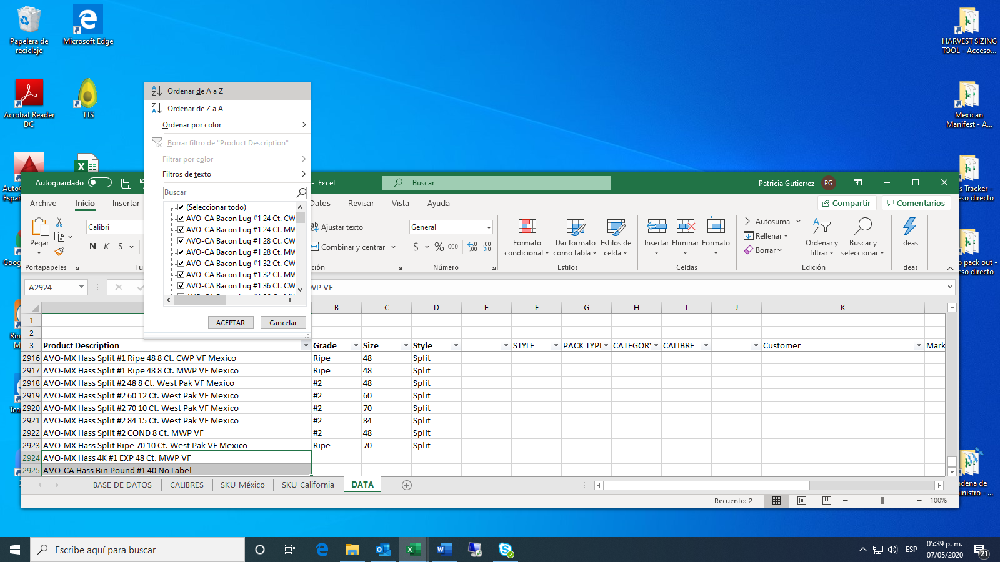 Papelera de
reciclaje
Microsoft Edge
Acrobat Reader
DC
TTS
HARVEST SIZING
TOOL - Acceso...
Mexican
Manifest - A...
Ordenar de A a Z
Ordenar de Z a A
Ordenar por color
Borrar filtro de "Product Description"
Filtrar por color
Filtros de texto
Buscar
(Seleccionar todo)
AVO-CA Bacon Lug #1 24 Ct. CW
AVO-CA Bacon Lug #1 24 Ct. MW
AVO-CA Bacon Lug #1 28 Ct. CW
AVO-CA Bacon Lug #1 28 Ct. MW
AVO-CA Bacon Lug #1 32 Ct. CW
AVO-CA Bacon Lug #1 32 Ct. MW
AVO-CA Bacon Lug #1 36 Ct. CW
ACEPTAR Cancelar
Autoguardado
- Excel
Buscar
Patricia Gutierrez PG
Archivo Inicio Insertar Datos Revisar Vista Ayuda
Compartir Comentarios
Pegar
Portapapeles
Calibri
N K S
Ajustar texto
Combinar y centrar
General
$ % 000
Número
Formato
condicional
Dar formato
como tabla
Estilos de
celda
Estilos
Insertar Eliminar Formato
Celdas
Autosuma
Rellenar
Borrar
Ordenar y
filtrar
Buscar y
seleccionar
Edición
Ideas
Ideas
s Tracker -
eso directo
o pack out -
eso directo
A2924
WP VF
B C D E F G H I J K
1
2
3 Product Description Grade Size Style STYLE PACK TYP CATEGORY CALIBRE Customer Mark
2916 AVO-MX Hass Split #1 Ripe 48 8 Ct. CWP VF Mexico Ripe 48 Split
2917 AVO-MX Hass Split #1 Ripe 48 8 Ct. MWP VF Mexico Ripe 48 Split
2918 AVO-MX Hass Split #2 48 8 Ct. West Pak VF Mexico #2 48 Split
2919 AVO-MX Hass Split #2 60 12 Ct. West Pak VF Mexico #2 60 Split
2920 AVO-MX Hass Split #2 70 10 Ct. West Pak VF Mexico #2 70 Split
2921 AVO-MX Hass Split #2 84 15 Ct. West Pak VF Mexico #2 84 Split
2922 AVO-MX Hass Split #2 COND 8 Ct. MWP VF #2 48 Split
2923 AVO-MX Hass Split Ripe 70 10 Ct. West Pak VF Mexico Ripe 70 Split
2924 AVO-MX Hass 4K #1 EXP 48 Ct. MWP VF
2925 AVO-CA Hass Bin Pound #1 40 No Label
BASE DE DATOS CALIBRES SKU-México SKU-California DATA
Recuento: 2 100%
dena de
inistro - ...
Escribe aquí para buscar
ESP
05:39 p. m.
07/05/2020
21